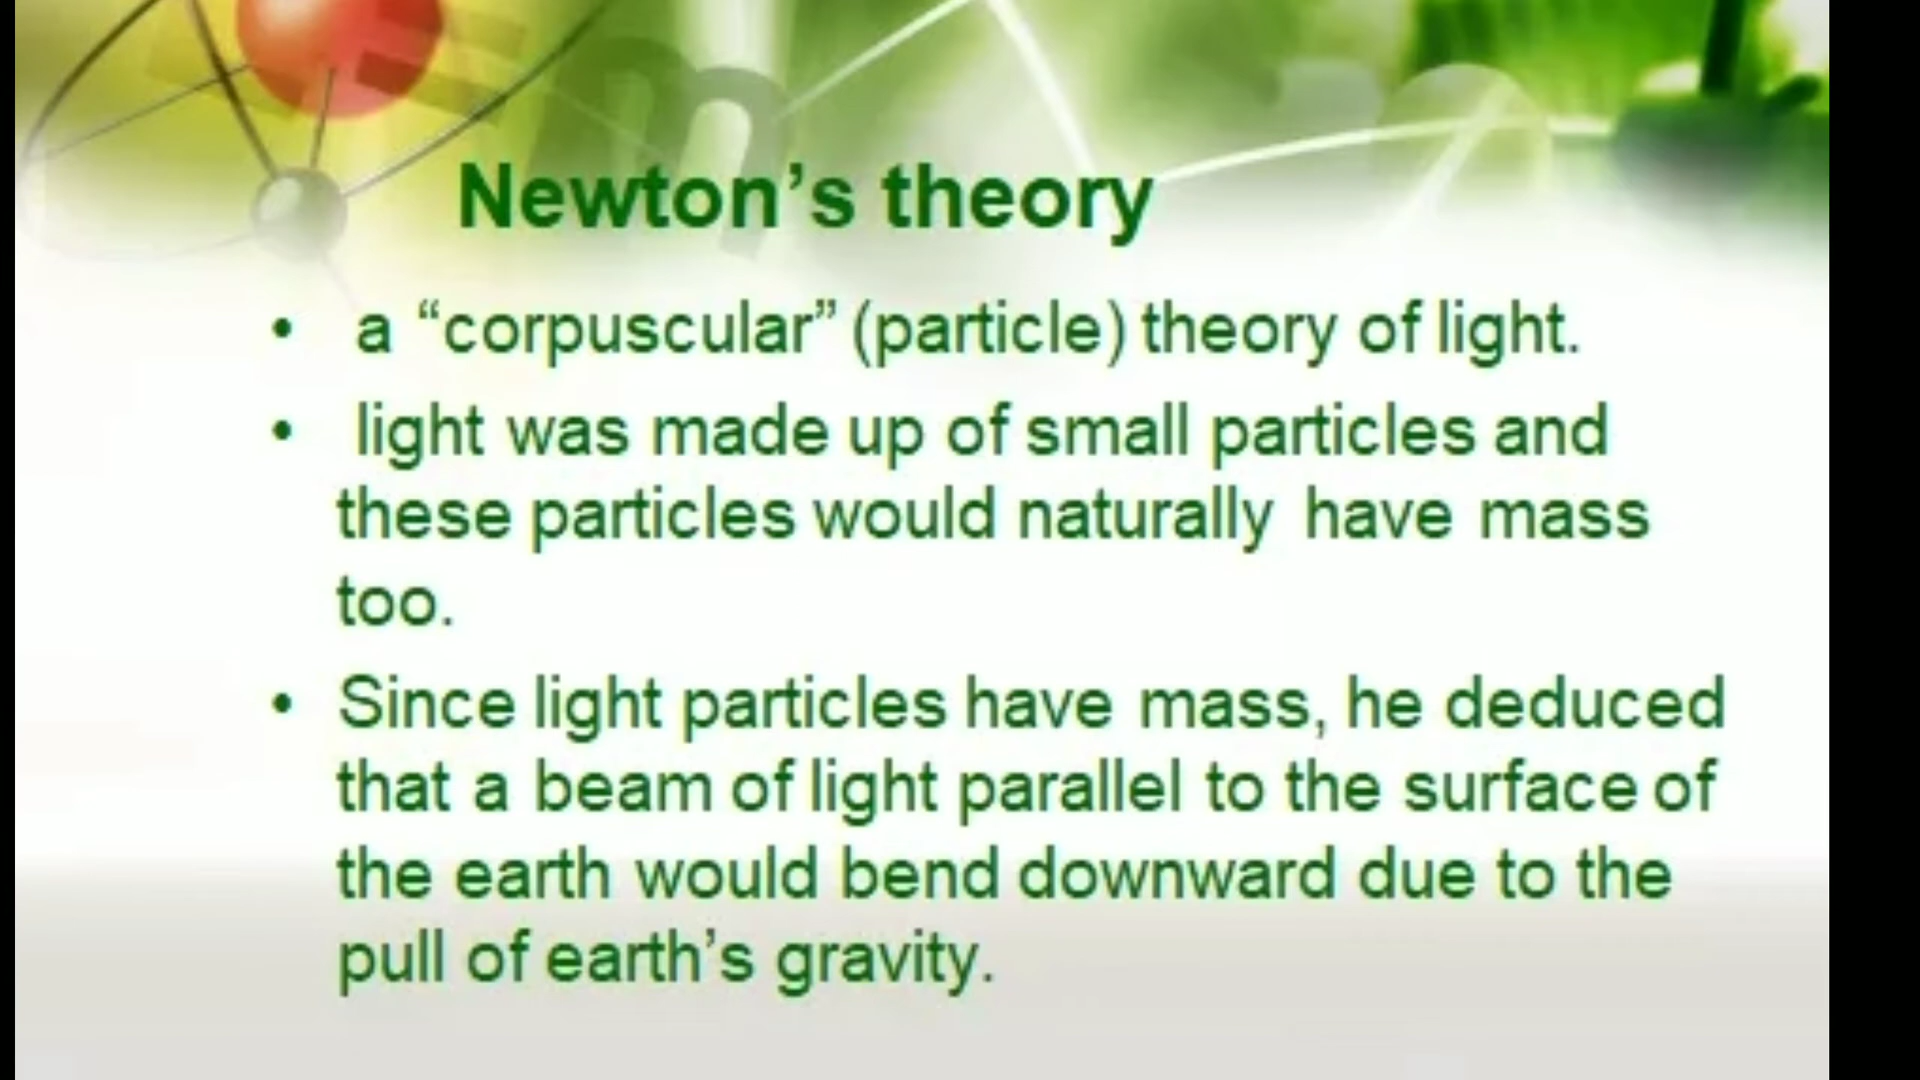 Newton’s theory
• a “corpuscular” (particle) theory of light.
• light was made up of small particles and
these particles would naturally have mass
too.
• Since light particles have mass, he deduced
that a beam of light parallel to the surface of
the earth would bend downward due to the
pull of earth’s gravity.